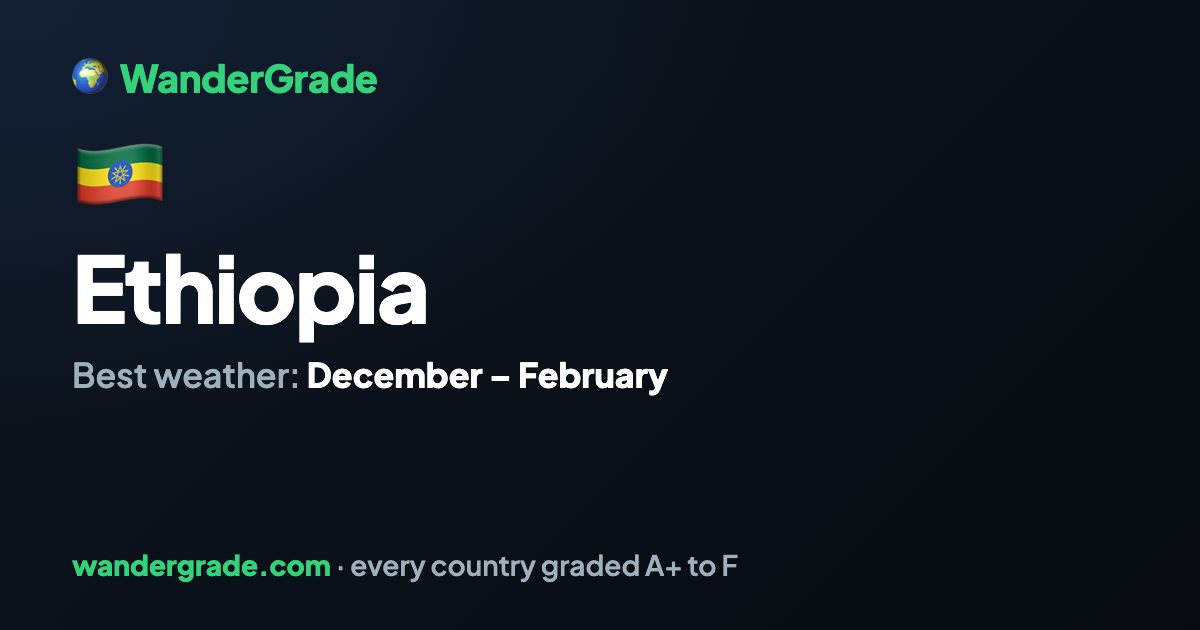 WanderGrade
Ethiopia
Best weather: December – February
wandergrade.com · every country graded A+ to F